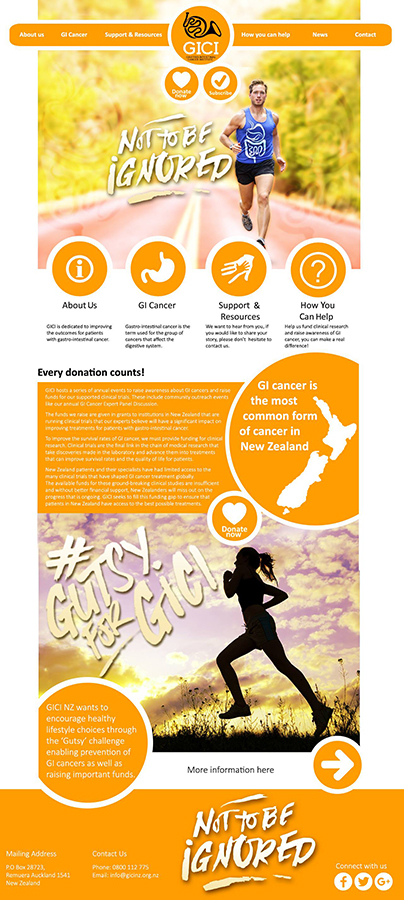 About us
GI Cancer
Support & Resources
GICI
How you can help
News
Contact
Donate
now
Subscribe
NOT TO BE
IGNORED
About Us
GICI is dedicated to improving
the outcomes for patients
with gastro-intestinal cancer.
GI Cancer
Gastro-intestinal cancer is the
term used for the group of
cancers that affect the
digestive system.
Support &
Resources
We want to hear from you, if
you would like to share your
story, please don't hesitate to
contact us.
How You
Can Help
Help us fund clinical research
and raise awareness of GI
cancer, you can make a real
difference!
Every donation counts!
GICI hosts a series of annual events to raise awareness about GI cancers and raise
funds for our supported clinical trials. These include community outreach events
like our annual GI Cancer Expert Panel Discussion.
The funds we raise are given in grants to institutions in New Zealand that are
running clinical trials that our experts believe will have a significant impact on
improving treatments for patients with gastro-intestinal cancer.
To improve the survival rates of GI cancer, we must provide funding for clinical
research. Clinical trials are the final link in the chain of medical research that
take discoveries made in the laboratory and advance them into treatments
that can improve survival rates and the quality of life for patients.
New Zealand patients and their specialists have had limited access to the
many clinical trials that have shaped GI cancer treatment globally.
The available funds for these ground-breaking clinical studies are insufficient
and without better financial support, New Zealanders will miss out on the
progress that is ongoing. GICI seeks to fill this funding gap to ensure that
patients in New Zealand have access to the best possible treatments.
GI cancer is
the most
common form
of cancer in
New Zealand
Donate
now
#
GUTSY
FOR
GICI
GICI NZ wants to
encourage healthy
lifestyle choices through
the 'Gutsy' challenge
enabling prevention of
GI cancers as well as
raising important funds.
More information here
NOT TO BE
IGNORED
Mailing Address
P.O Box 28723,
Remuera Auckland 1541
New Zealand
Contact Us
Phone: 0800 112 775
Email: info@gicinz.org.nz
Connect with us